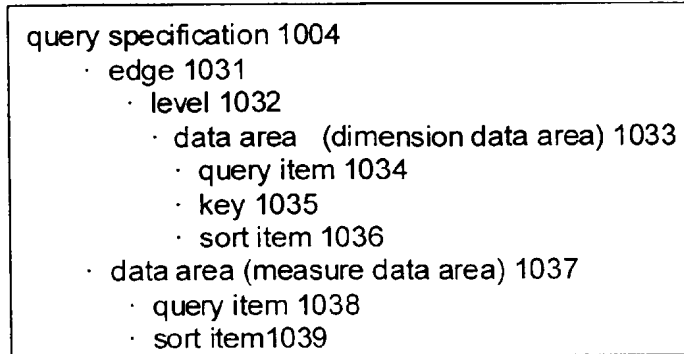 query specification 1004
· edge 1031
· level 1032
· data area (dimension data area) 1033
· query item 1034
· key 1035
· sort item 1036
· data area (measure data area) 1037
· query item 1038
· sort item1039